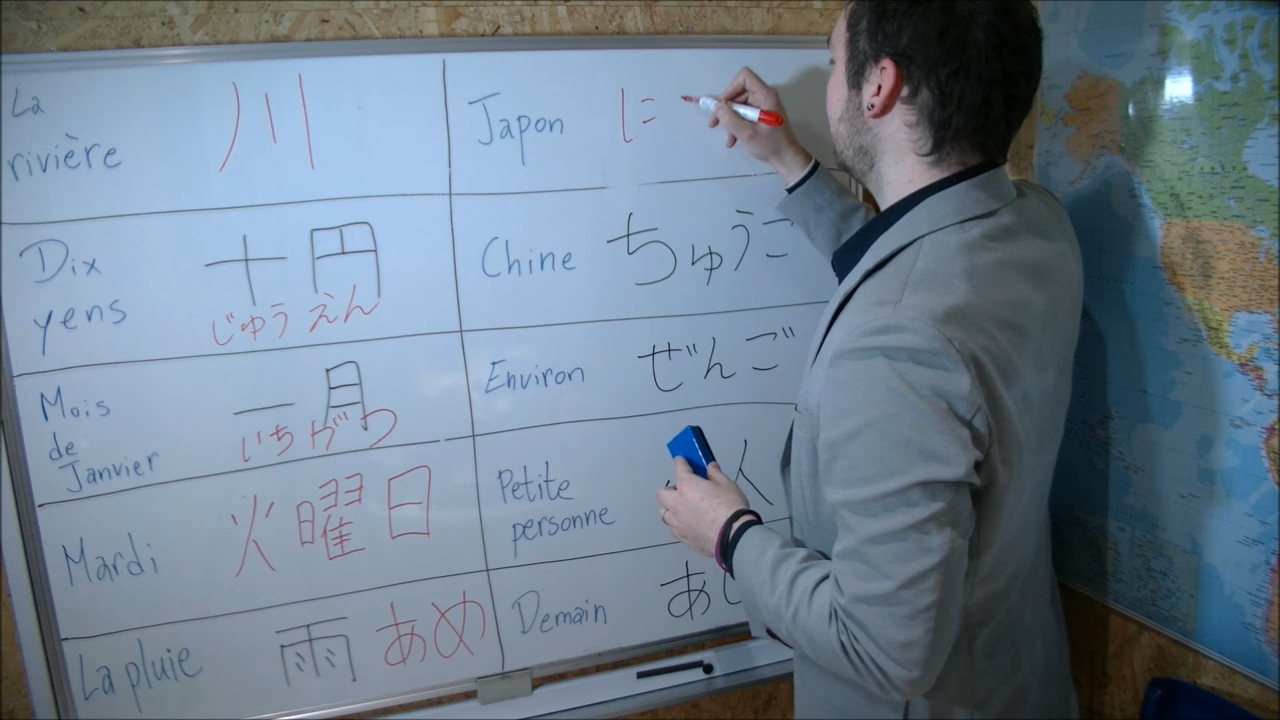 La
rivière
川
Dix
yens
十円
じゅうえん
Mois
de
Janvier
一月
いちがつ
Mardi
火曜日
La pluie
雨 あめ
Japon
に
Chine
ちゅうご
Environ
ぜんご
Petite
personne
人
Demain
あし